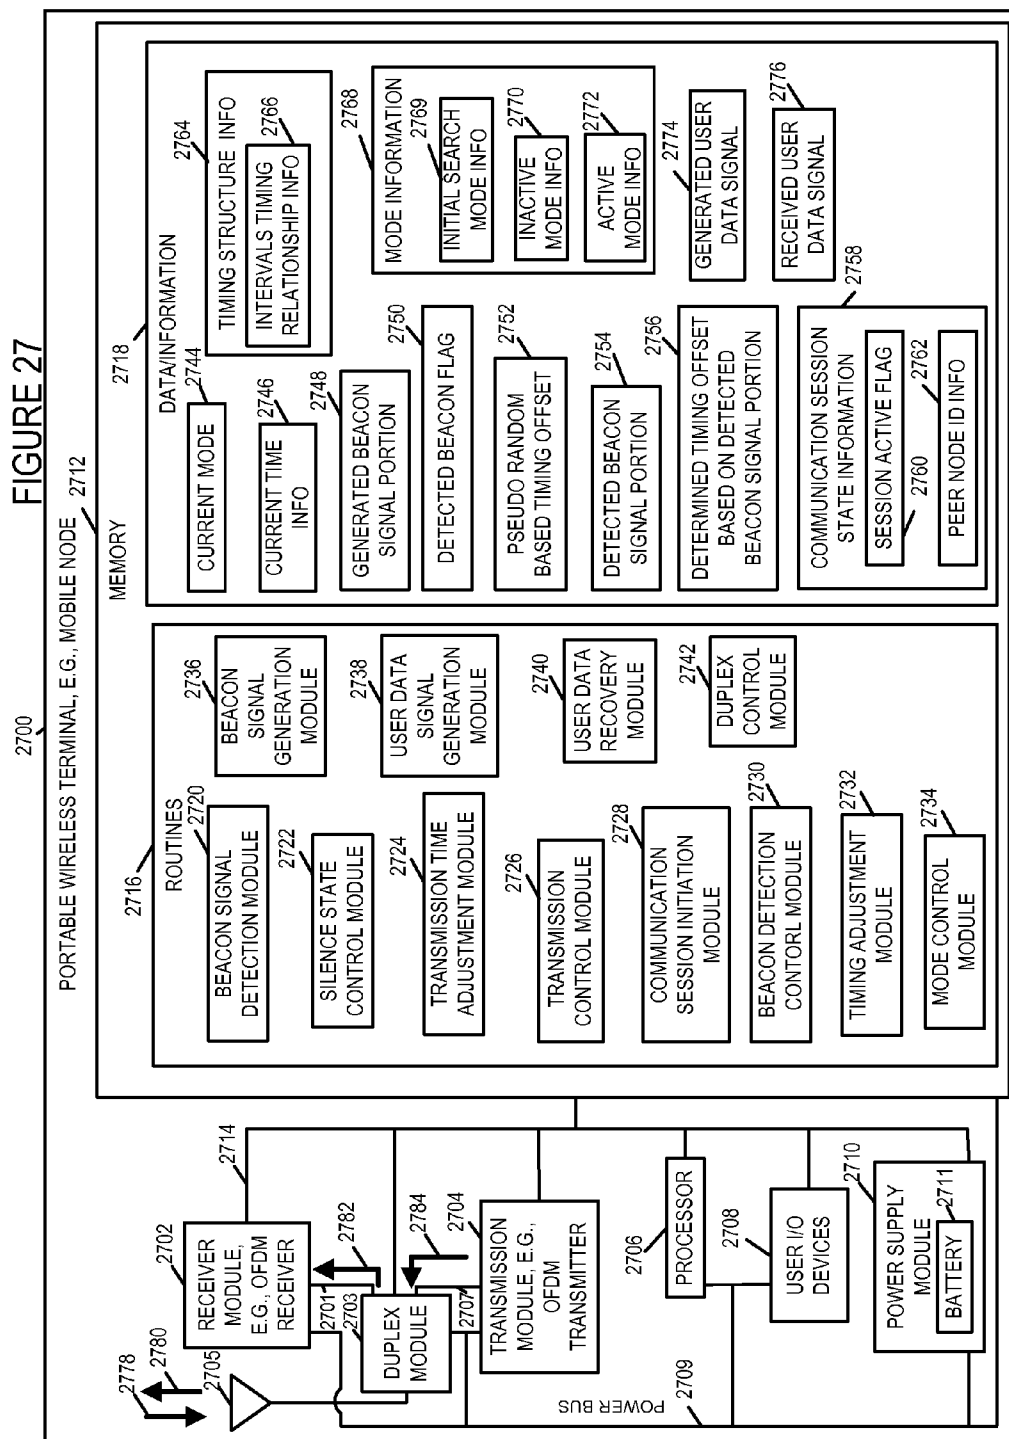 FIGURE 27
2700
PORTABLE WIRELESS TERMINAL, E.G., MOBILE NODE
2712
MEMORY
2778
2780
2705
2702
RECEIVER
MODULE,
E.G., OFDM
RECEIVER
2714
2701
2782
2703
DUPLEX
MODULE
2784
2707
2704
TRANSMISSION
MODULE, E.G.,
OFDM
TRANSMITTER
2706
PROCESSOR
2708
USER I/O
DEVICES
2710
POWER SUPPLY
MODULE
2711
BATTERY
POWER BUS
2709
2716
ROUTINES
2720
BEACON SIGNAL
DETECTION MODULE
2722
SILENCE STATE
CONTROL MODULE
2724
TRANSMISSION TIME
ADJUSTMENT MODULE
2726
TRANSMISSION
CONTROL MODULE
2728
COMMUNICATION
SESSION INITIATION
MODULE
2730
BEACON DETECTION
CONTORL MODULE
2732
TIMING ADJUSTMENT
MODULE
2734
MODE CONTROL
MODULE
2736
BEACON
SIGNAL
GENERATION
MODULE
2738
USER DATA
SIGNAL
GENERATION
MODULE
2740
USER DATA
RECOVERY
MODULE
2742
DUPLEX
CONTROL
MODULE
2718
DATA/INFORMATION
2744
CURRENT MODE
2746
CURRENT TIME
INFO
2748
GENERATED BEACON
SIGNAL PORTION
2750
DETECTED BEACON FLAG
2752
PSEUDO RANDOM
BASED TIMING OFFSET
2754
DETECTED BEACON
SIGNAL PORTION
2756
DETERMINED TIMING OFFSET
BASED ON DETECTED
BEACON SIGNAL PORTION
2758
COMMUNICATION SESSION
STATE INFORMATION
SESSION ACTIVE FLAG
2760
2762
PEER NODE ID INFO
2764
TIMING STRUCTURE INFO
2766
INTERVALS TIMING
RELATIONSHIP INFO
2768
MODE INFORMATION
2769
INITIAL SEARCH
MODE INFO
2770
INACTIVE
MODE INFO
2772
ACTIVE
MODE INFO
2774
GENERATED USER
DATA SIGNAL
2776
RECEIVED USER
DATA SIGNAL